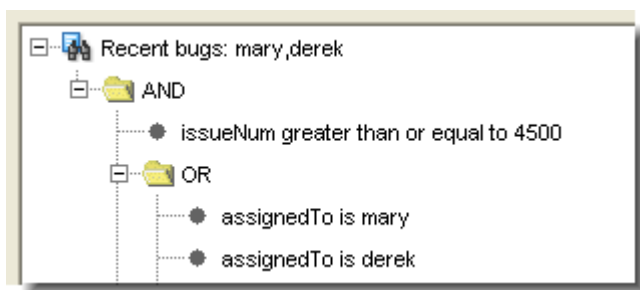 Recent bugs: mary,derek
AND
issueNum greater than or equal to 4500
OR
assignedTo is mary
assignedTo is derek